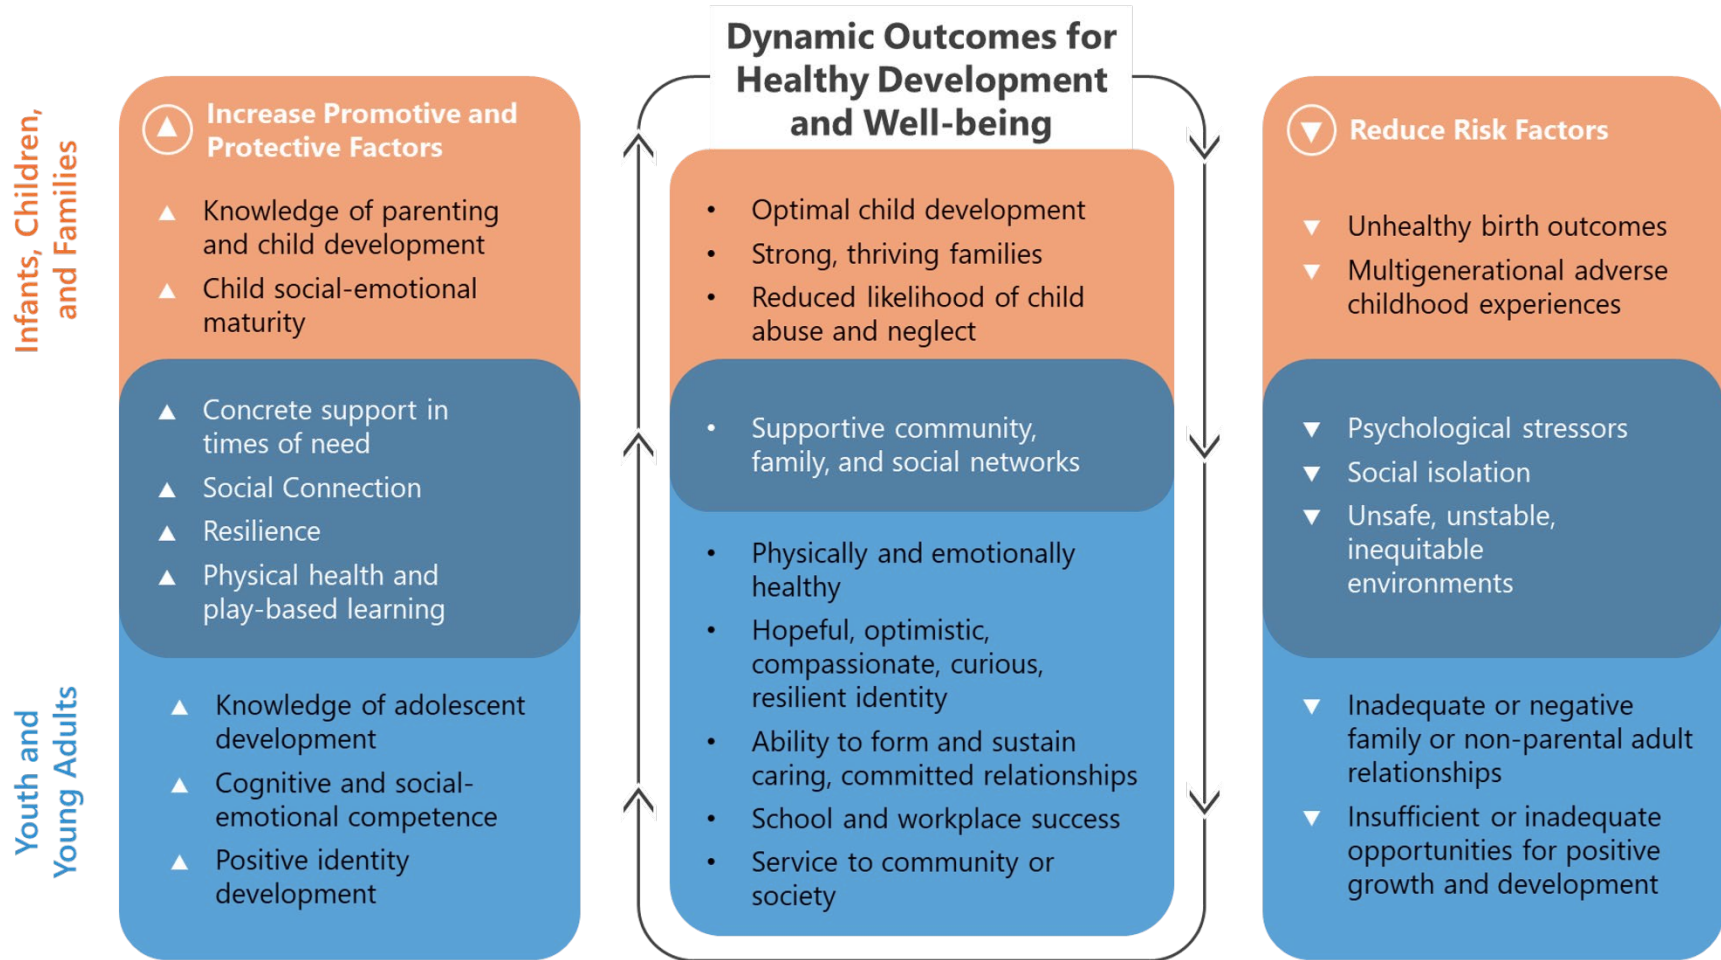 Infants, Children,
and Families
Youth and
Young Adults
Increase Promotive and
Protective Factors
Knowledge of parenting
and child development
Child social-emotional
maturity
Concrete support in
times of need
Social Connection
Resilience
Physical health and
play-based learning
Knowledge of adolescent
development
Cognitive and social-
emotional competence
Positive identity
development
Dynamic Outcomes for
Healthy Development
and Well-being
• Optimal child development
• Strong, thriving families
• Reduced likelihood of child
abuse and neglect
• Supportive community,
family, and social networks
• Physically and emotionally
healthy
• Hopeful, optimistic,
compassionate, curious,
resilient identity
• Ability to form and sustain
caring, committed relationships
• School and workplace success
• Service to community or
society
Reduce Risk Factors
Unhealthy birth outcomes
Multigenerational adverse
childhood experiences
Psychological stressors
Social isolation
Unsafe, unstable,
inequitable
environments
Inadequate or negative
family or non-parental adult
relationships
Insufficient or inadequate
opportunities for positive
growth and development